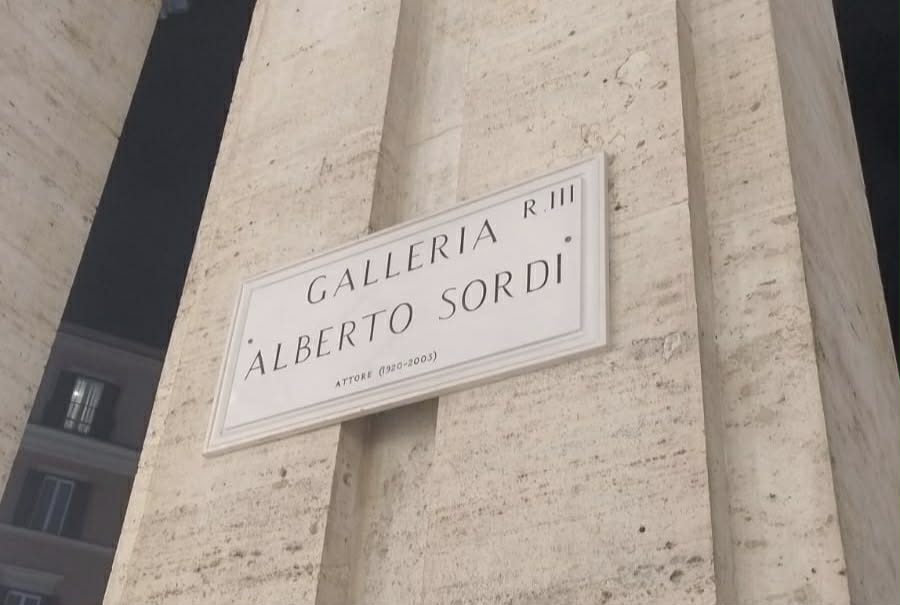 R.III
GALLERIA
ALBERTO SORDI
ATTORE (1920-2003)